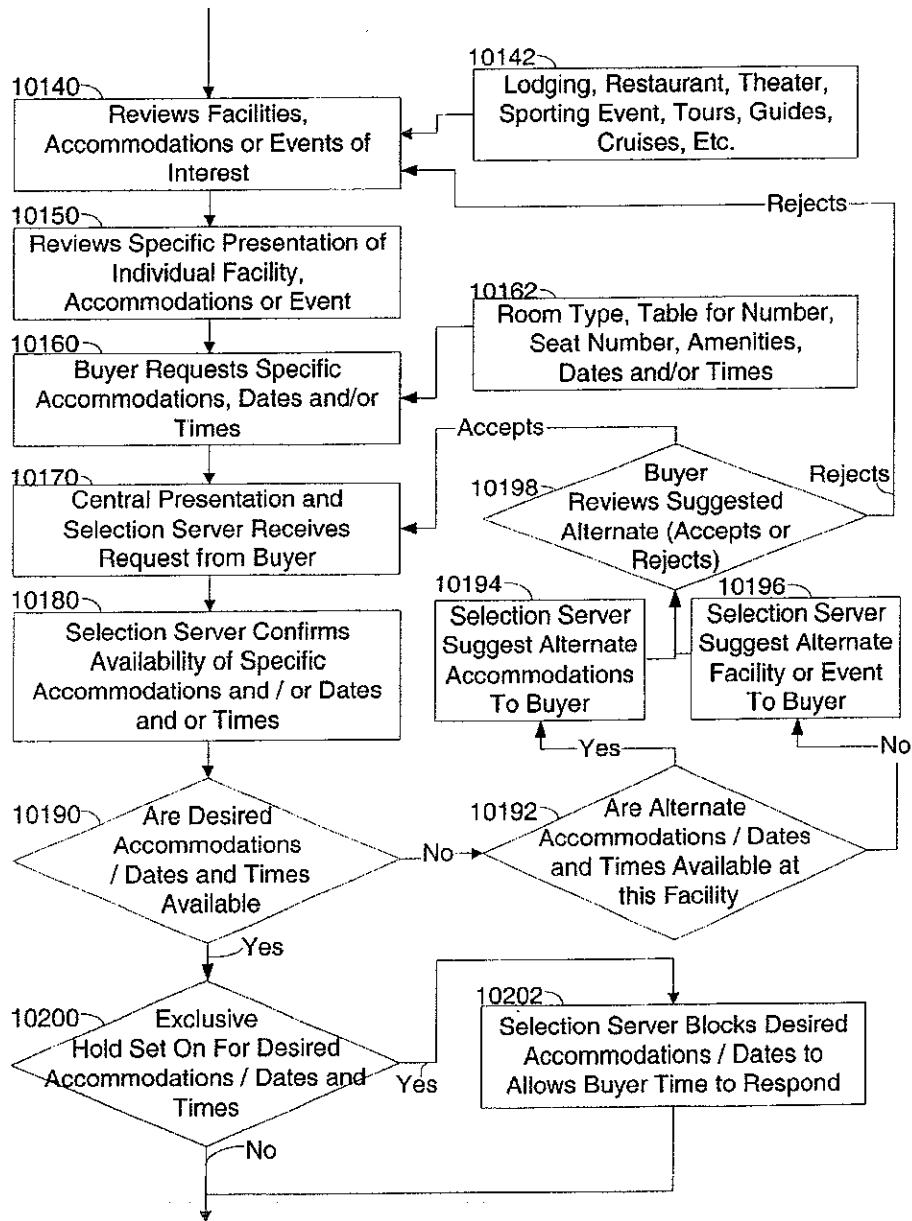 10140
Reviews Facilities,
Accommodations or Events of
Interest
10142
Lodging, Restaurant, Theater,
Sporting Event, Tours, Guides,
Cruises, Etc.
Rejects
10150
Reviews Specific Presentation of
Individual Facility,
Accommodations or Event
10162
Room Type, Table for Number,
Seat Number, Amenities,
Dates and/or Times
10160
Buyer Requests Specific
Accommodations, Dates and/or
Times
Accepts
10170
Central Presentation and
Selection Server Receives
Request from Buyer
10198
Buyer
Reviews Suggested
Alternate (Accepts or
Rejects)
Rejects
10180
Selection Server Confirms
Availability of Specific
Accommodations and / or Dates
and or Times
10194
Selection Server
Suggest Alternate
Accommodations
To Buyer
10196
Selection Server
Suggest Alternate
Facility or Event
To Buyer
Yes
No
10190
Are Desired
Accommodations
/ Dates and Times
Available
No
10192
Are Alternate
Accommodations / Dates
and Times Available at
this Facility
Yes
10200
Exclusive
Hold Set On For Desired
Accommodations / Dates and
Times
Yes
10202
Selection Server Blocks Desired
Accommodations / Dates to
Allows Buyer Time to Respond
No